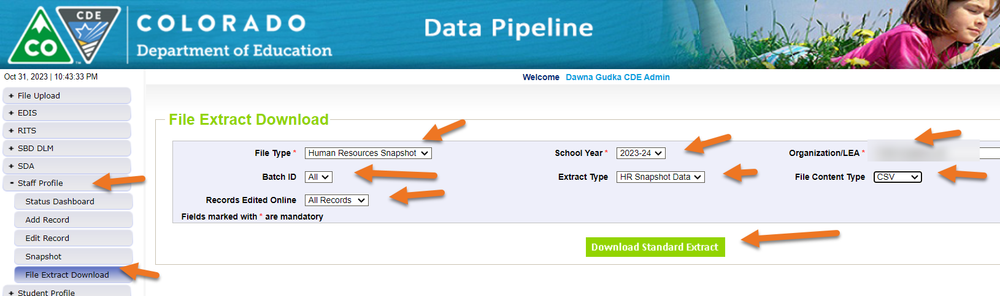 CO
CDE
COLORADO
Department of Education
Data Pipeline
Oct 31, 2023 | 10:43:33 PM
Welcome Dawna Gudka CDE Admin
+ File Upload
+ EDIS
+ RITS
+ SBD DLM
+ SDA
- Staff Profile
Status Dashboard
Add Record
Edit Record
Snapshot
File Extract Download
+ Student Profile
File Extract Download
File Type * Human Resources Snapshot
School Year * 2023-24
Organization/LEA *
Batch ID All
Extract Type HR Snapshot Data
File Content Type CSV
Records Edited Online All Records
Fields marked with * are mandatory
Download Standard Extract